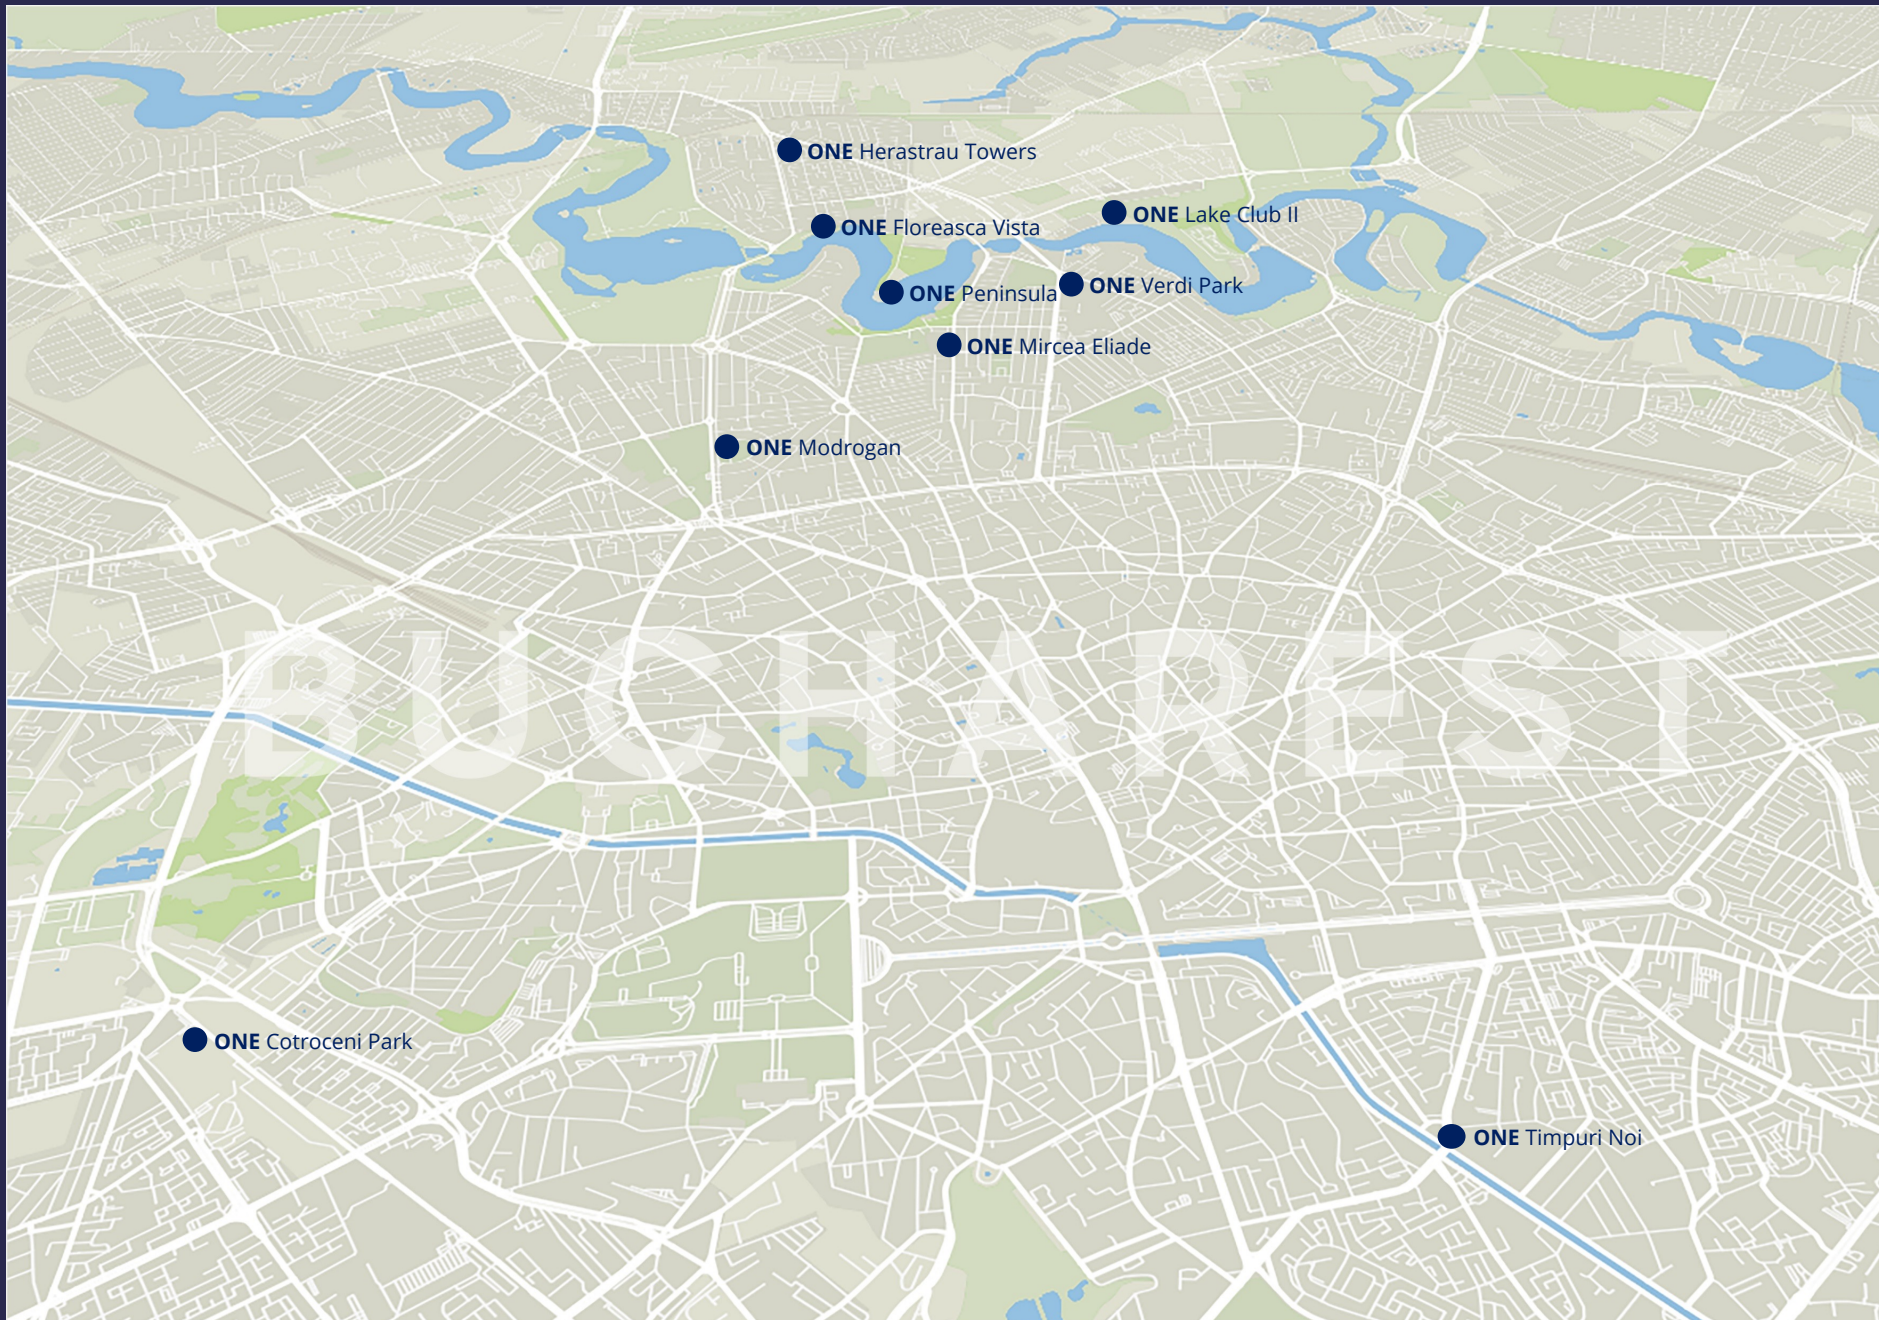 ONE Herastrau Towers
ONE Lake Club II
ONE Floreasca Vista
ONE Verdi Park
ONE Peninsula
ONE Mircea Eliade
ONE Modrogan
BUCHAREST
ONE Cotroceni Park
ONE Timpuri Noi